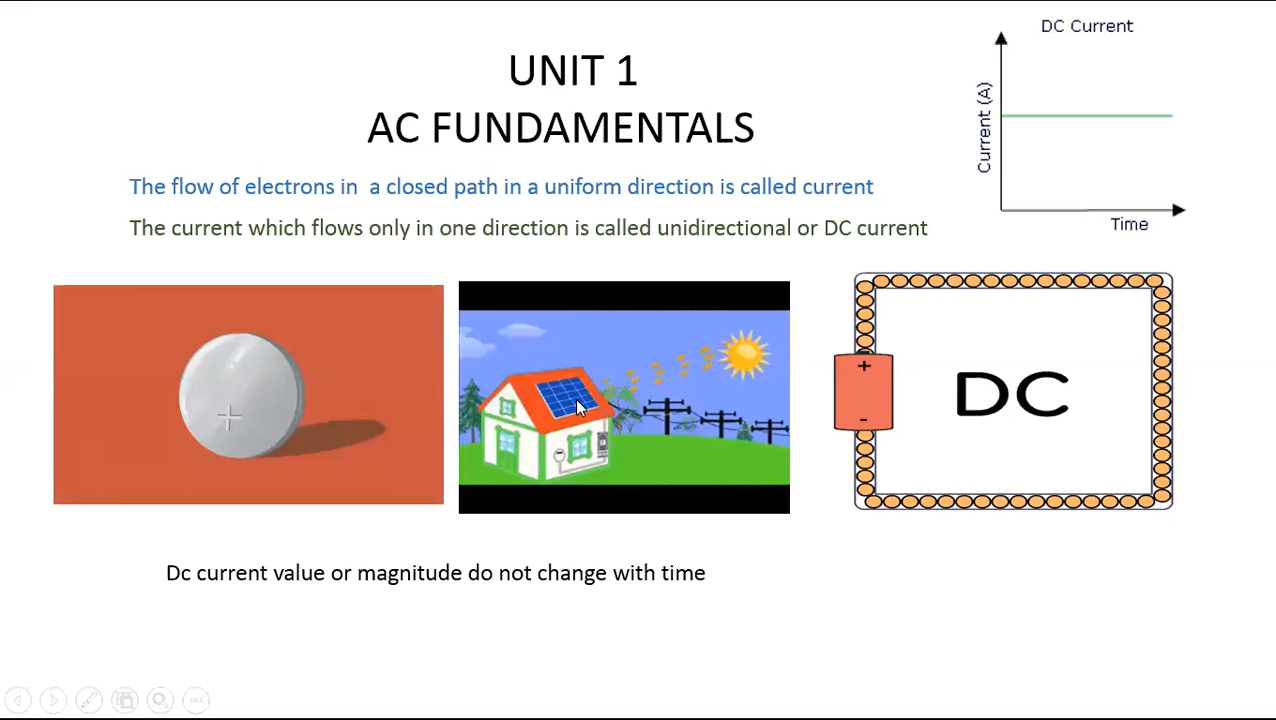 UNIT 1
AC FUNDAMENTALS
The flow of electrons in  a closed path in a uniform direction is called current
The current which flows only in one direction is called unidirectional or DC current
DC Current
Current (A)
Time
+
+
-
DC
Dc current value or magnitude do not change with time